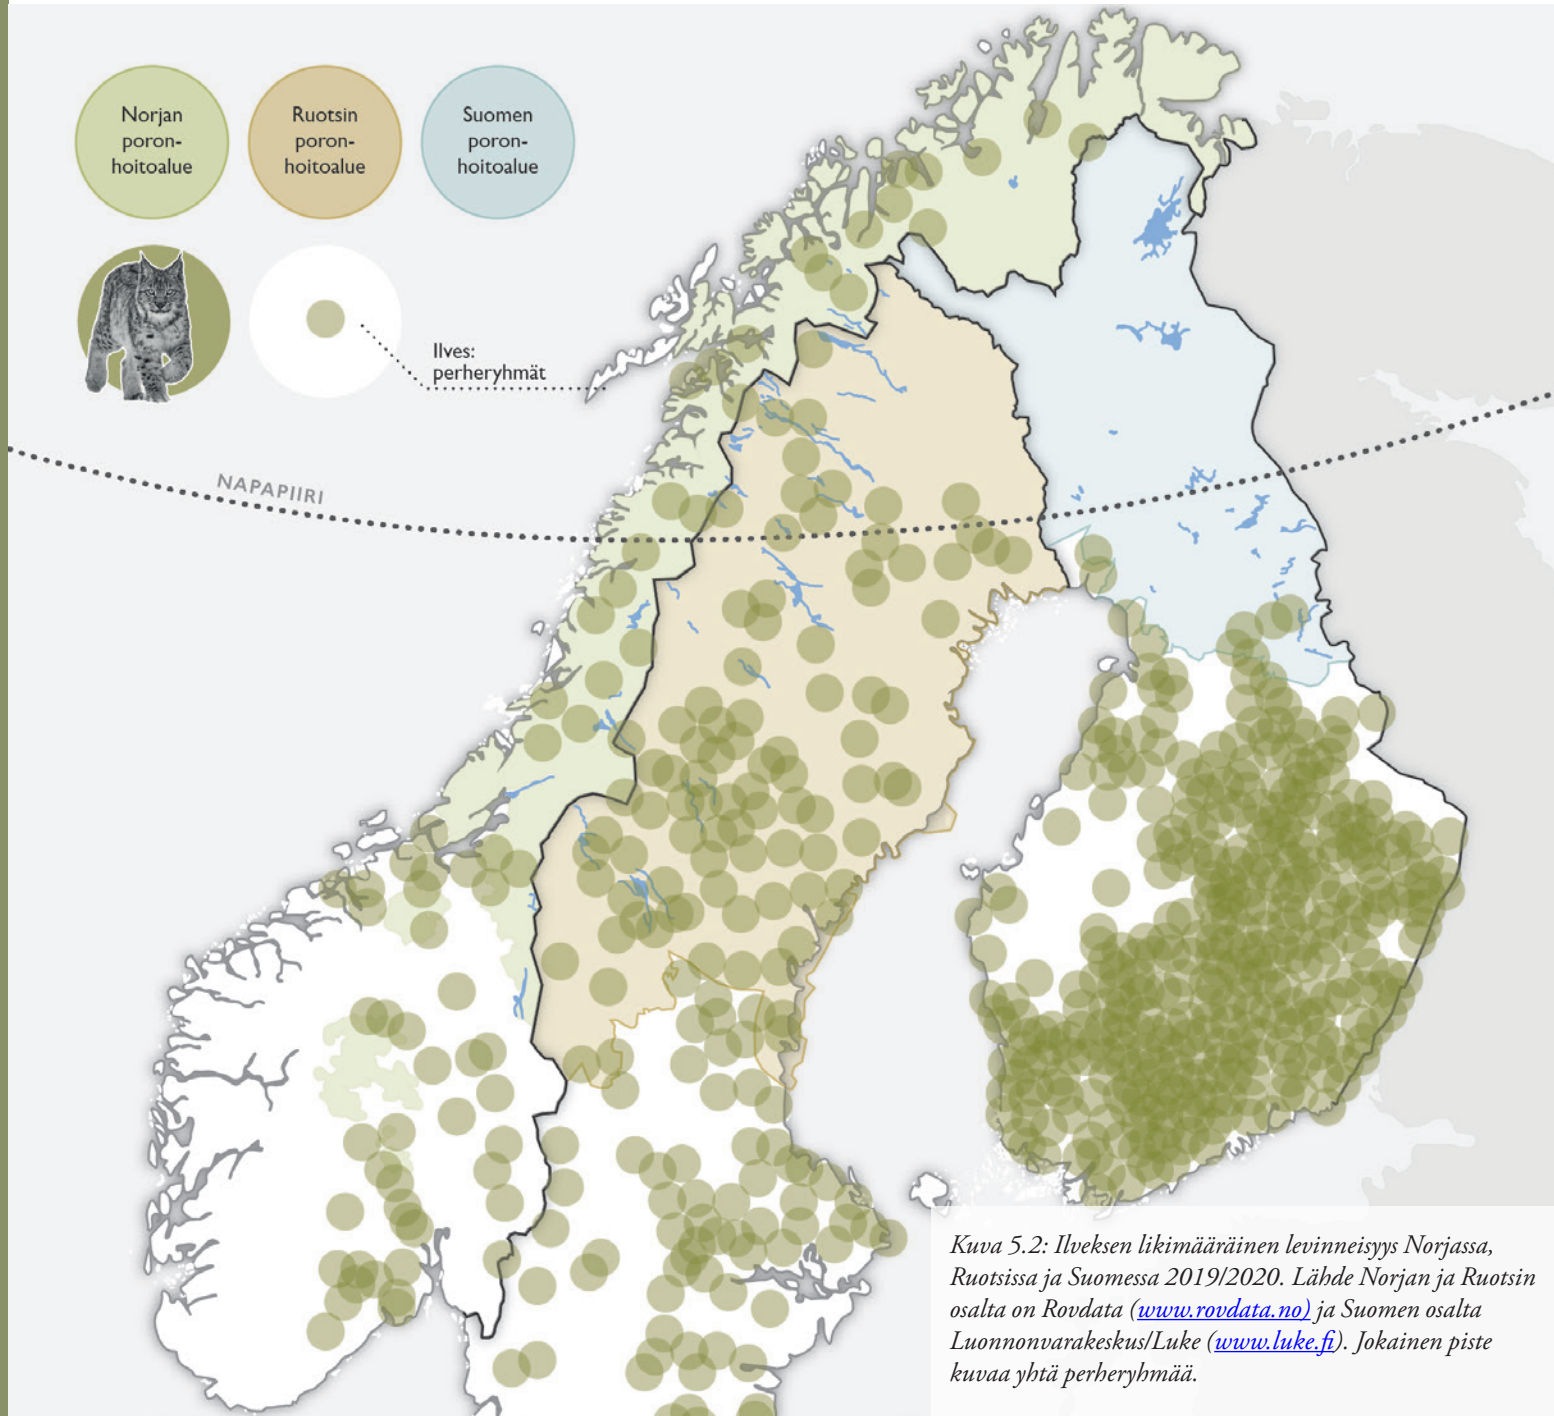 Norjan
poron-
hoitoalue
Ruotsin
poron-
hoitoalue
Suomen
poron-
hoitoalue
Ilves:
perheryhmät
NAPAPIIRI
Kuva 5.2: Ilveksen likimääräinen levinneisyys Norjassa,
Ruotsissa ja Suomessa 2019/2020. Lähde Norjan ja Ruotsin
osalta on Rovdata (www.rovdata.no) ja Suomen osalta
Luonnonvarakeskus/Luke (www.luke.fi). Jokainen piste
kuvaa yhtä perheryhmää.